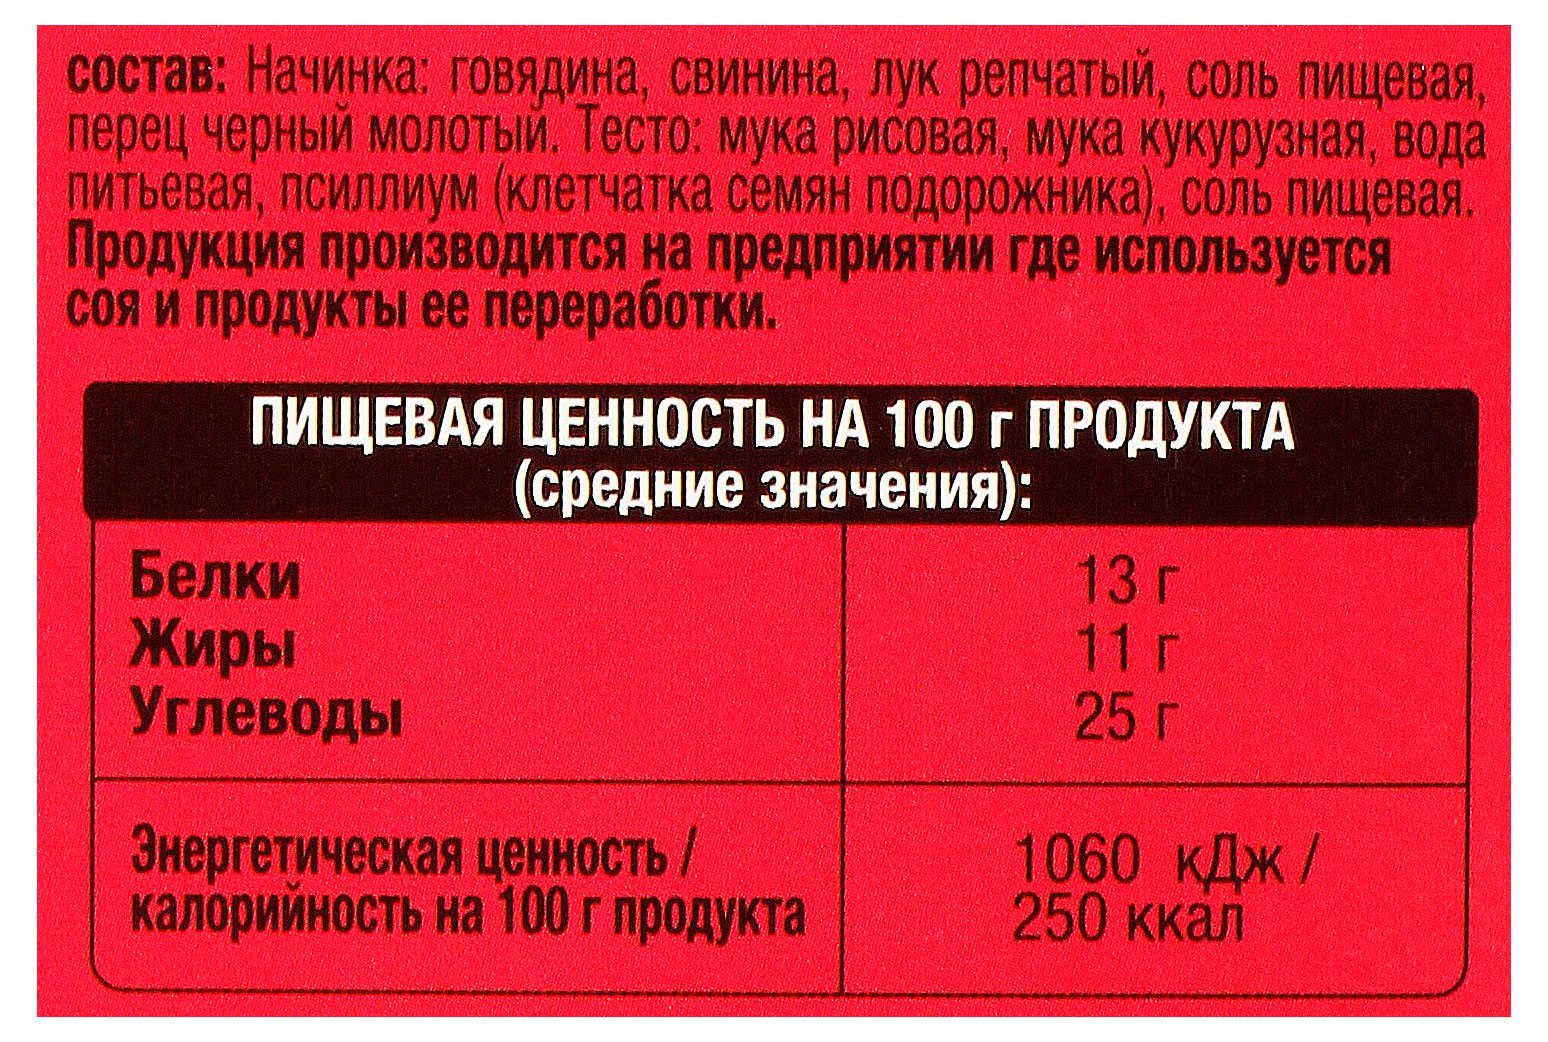 состав: Начинка: говядина, свинина, лук репчатый, соль пищевая,
перец черный молотый. Тесто: мука рисовая, мука кукурузная, вода
питьевая, псиллиум (клетчатка семян подорожника), соль пищевая.
Продукция производится на предприятии где используется
соя и продукты ее переработки.
ПИЩЕВАЯ ЦЕННОСТЬ НА 100 г ПРОДУКТА
(средние значения):
Белки 13 г
Жиры 11 г
Углеводы 25 г
Энергетическая ценность / 1060 кДж /
калорийность на 100 г продукта 250 ккал